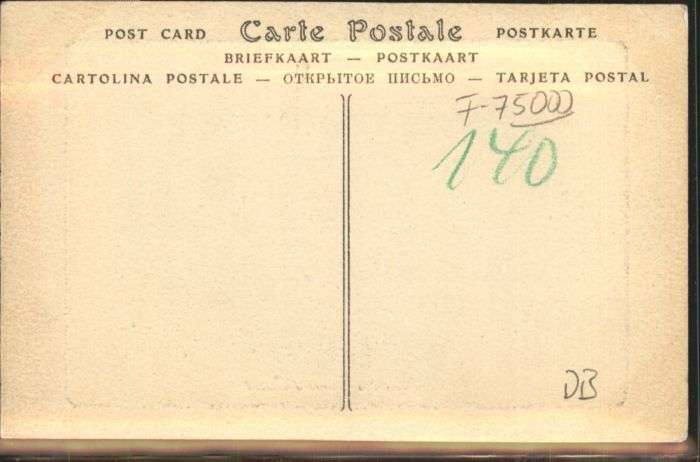 POST CARD Carte Postale POSTKARTE
BRIEFKAART — POSTKAART
CARTOLINA POSTALE — ОТКРЫТОЕ ПИСЬМО — TARJETA POSTAL
F-75000
140
DB